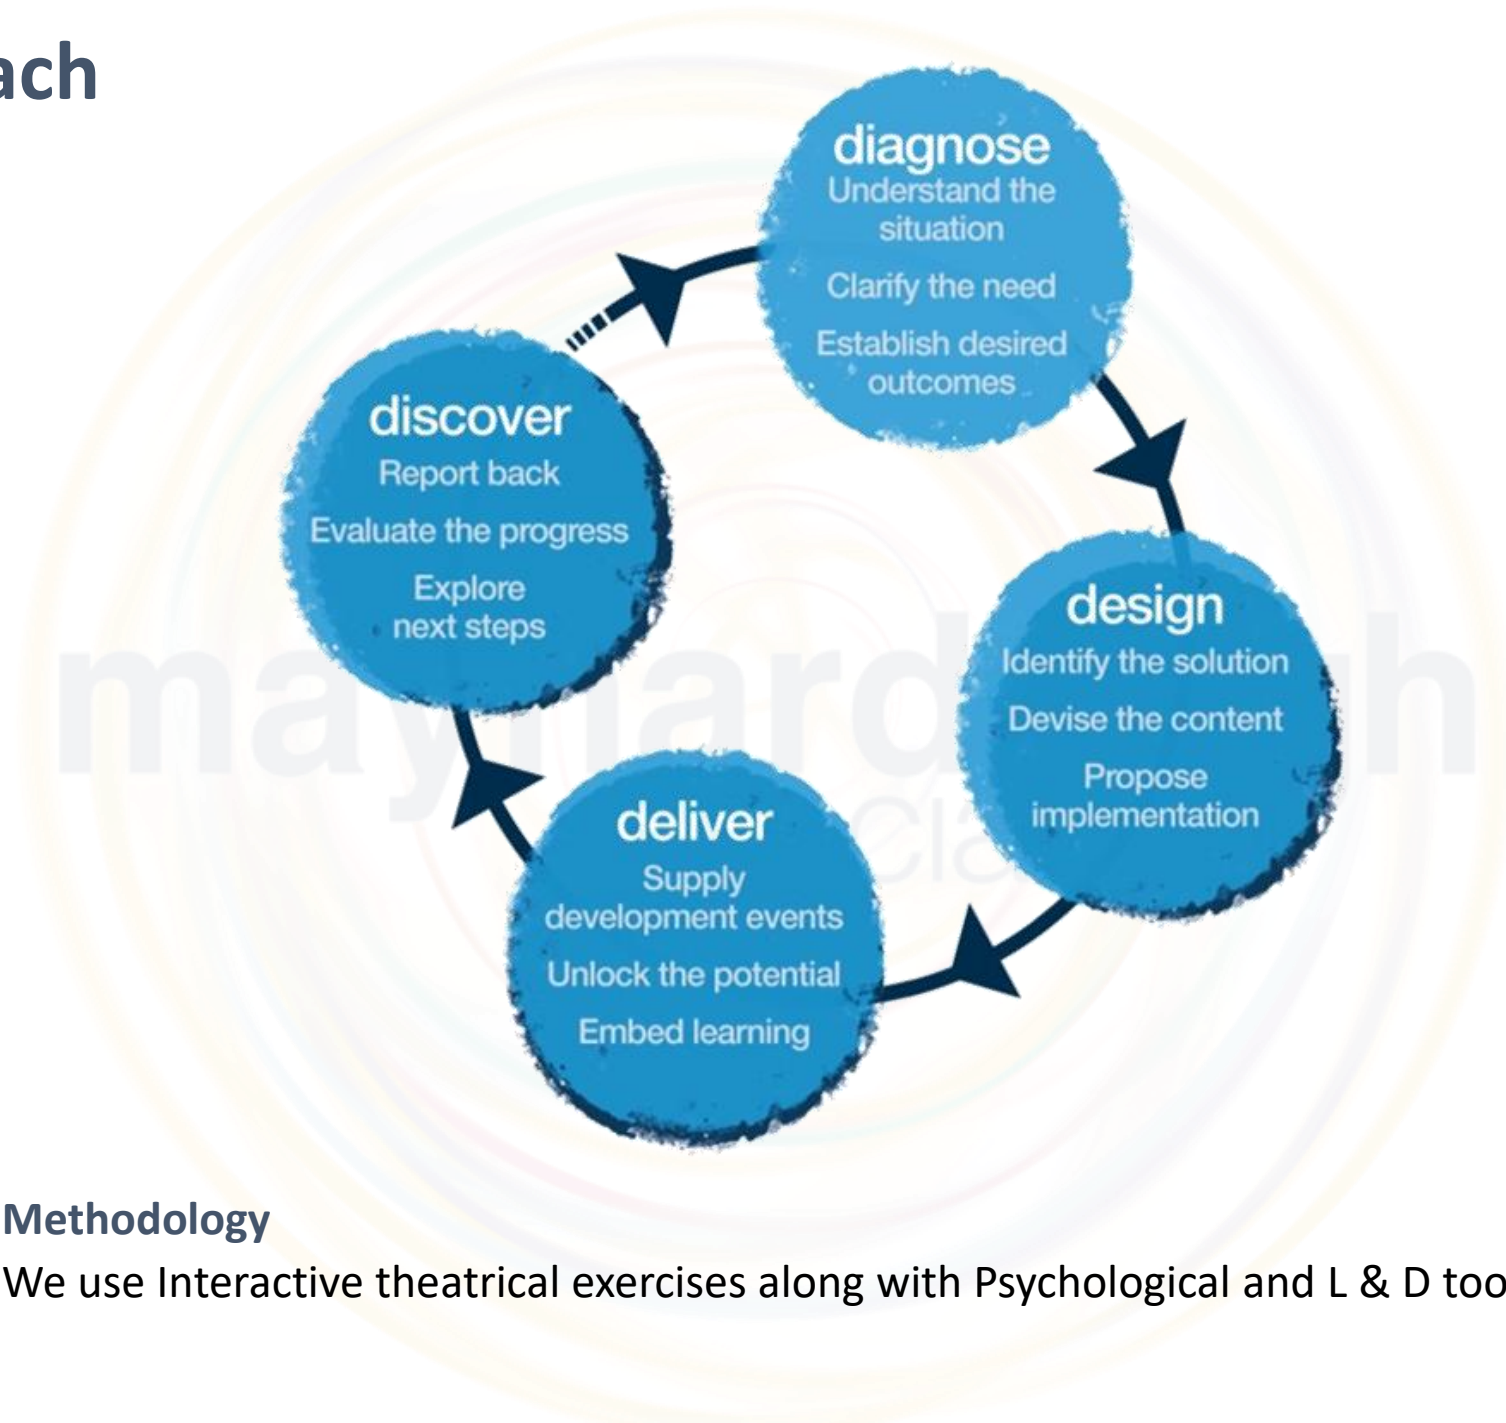 ach
diagnose
Understand the
situation
Clarify the need
Establish desired
outcomes
discover
Report back
Evaluate the progress
Explore
next steps
design
Identify the solution
Devise the content
Propose
implementation
deliver
Supply
development events
Unlock the potential
Embed learning
Methodology
We use Interactive theatrical exercises along with Psychological and L & D too